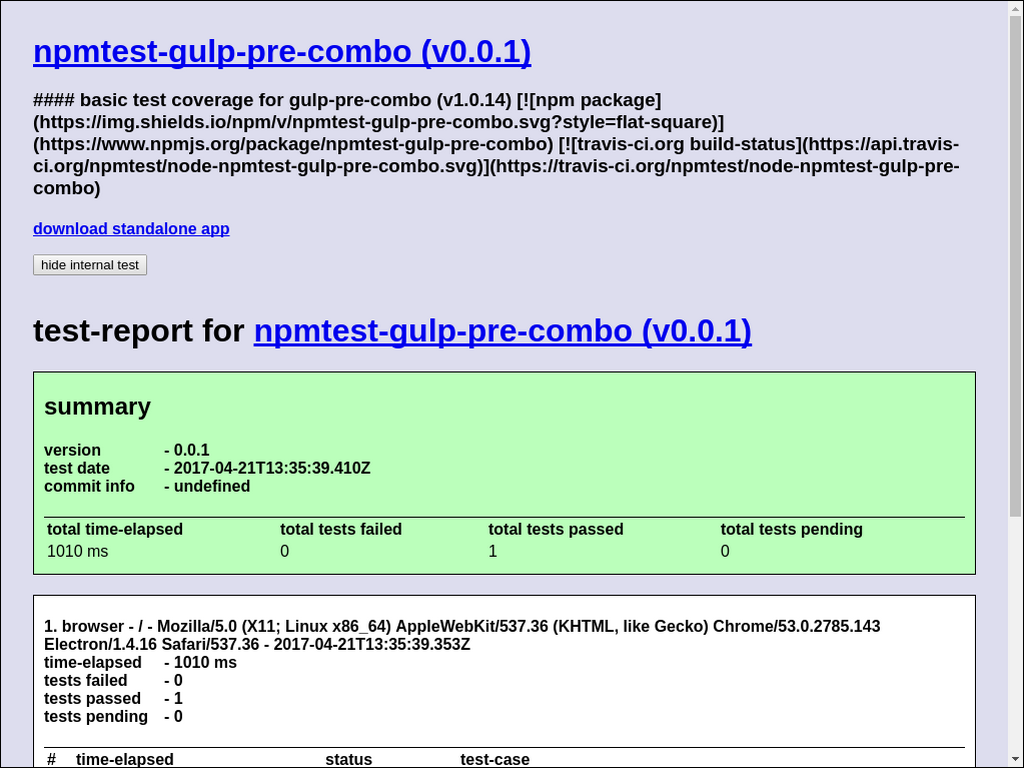 npmtest-gulp-pre-combo (v0.0.1)
#### basic test coverage for gulp-pre-combo (v1.0.14) [![npm package]
(https://img.shields.io/npm/v/npmtest-gulp-pre-combo.svg?style=flat-square)]
(https://www.npmjs.org/package/npmtest-gulp-pre-combo) [![travis-ci.org build-status](https://api.travis-
ci.org/npmtest/node-npmtest-gulp-pre-combo.svg)](https://travis-ci.org/npmtest/node-npmtest-gulp-pre-
combo)
download standalone app
hide internal test
test-report for npmtest-gulp-pre-combo (v0.0.1)
summary
version - 0.0.1
test date - 2017-04-21T13:35:39.410Z
commit info - undefined
total time-elapsed total tests failed total tests passed total tests pending
1010 ms 0 1 0
1. browser - / - Mozilla/5.0 (X11; Linux x86_64) AppleWebKit/537.36 (KHTML, like Gecko) Chrome/53.0.2785.143
Electron/1.4.16 Safari/537.36 - 2017-04-21T13:35:39.353Z
time-elapsed - 1010 ms
tests failed - 0
tests passed - 1
tests pending - 0
# time-elapsed status test-case